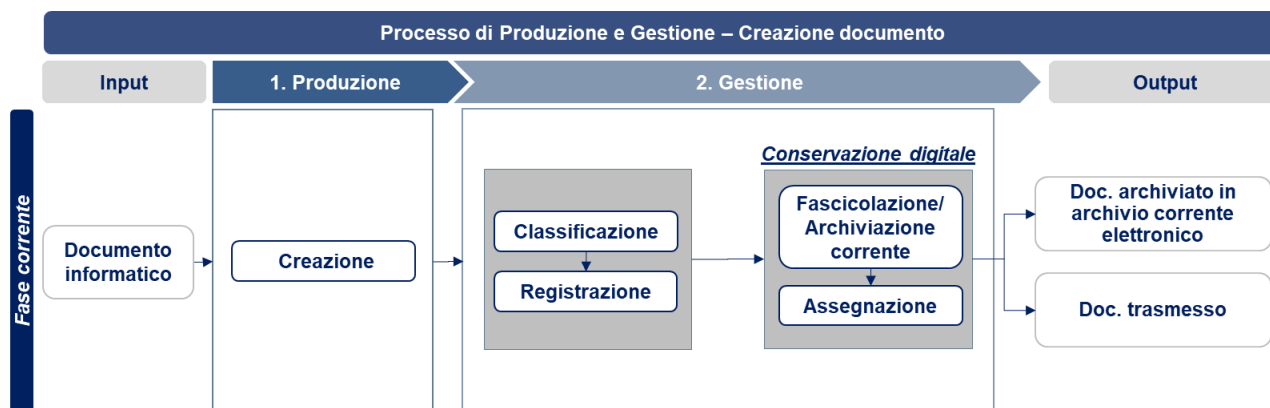 Processo di Produzione e Gestione – Creazione documento
Input
1. Produzione
2. Gestione
Output
Fase corrente
Documento
informatico
Creazione
Classificazione
Registrazione
Conservazione digitale
Fascicolazione/
Archiviazione
corrente
Assegnazione
Doc. archiviato in
archivio corrente
elettronico
Doc. trasmesso